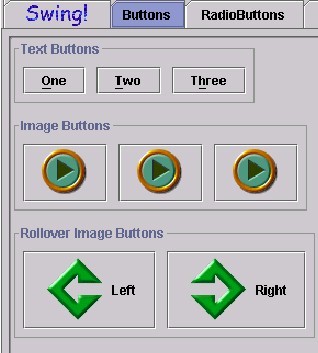 Swing! Buttons RadioButtons
Text Buttons
One Two Three
Image Buttons
Rollover Image Buttons
Left Right